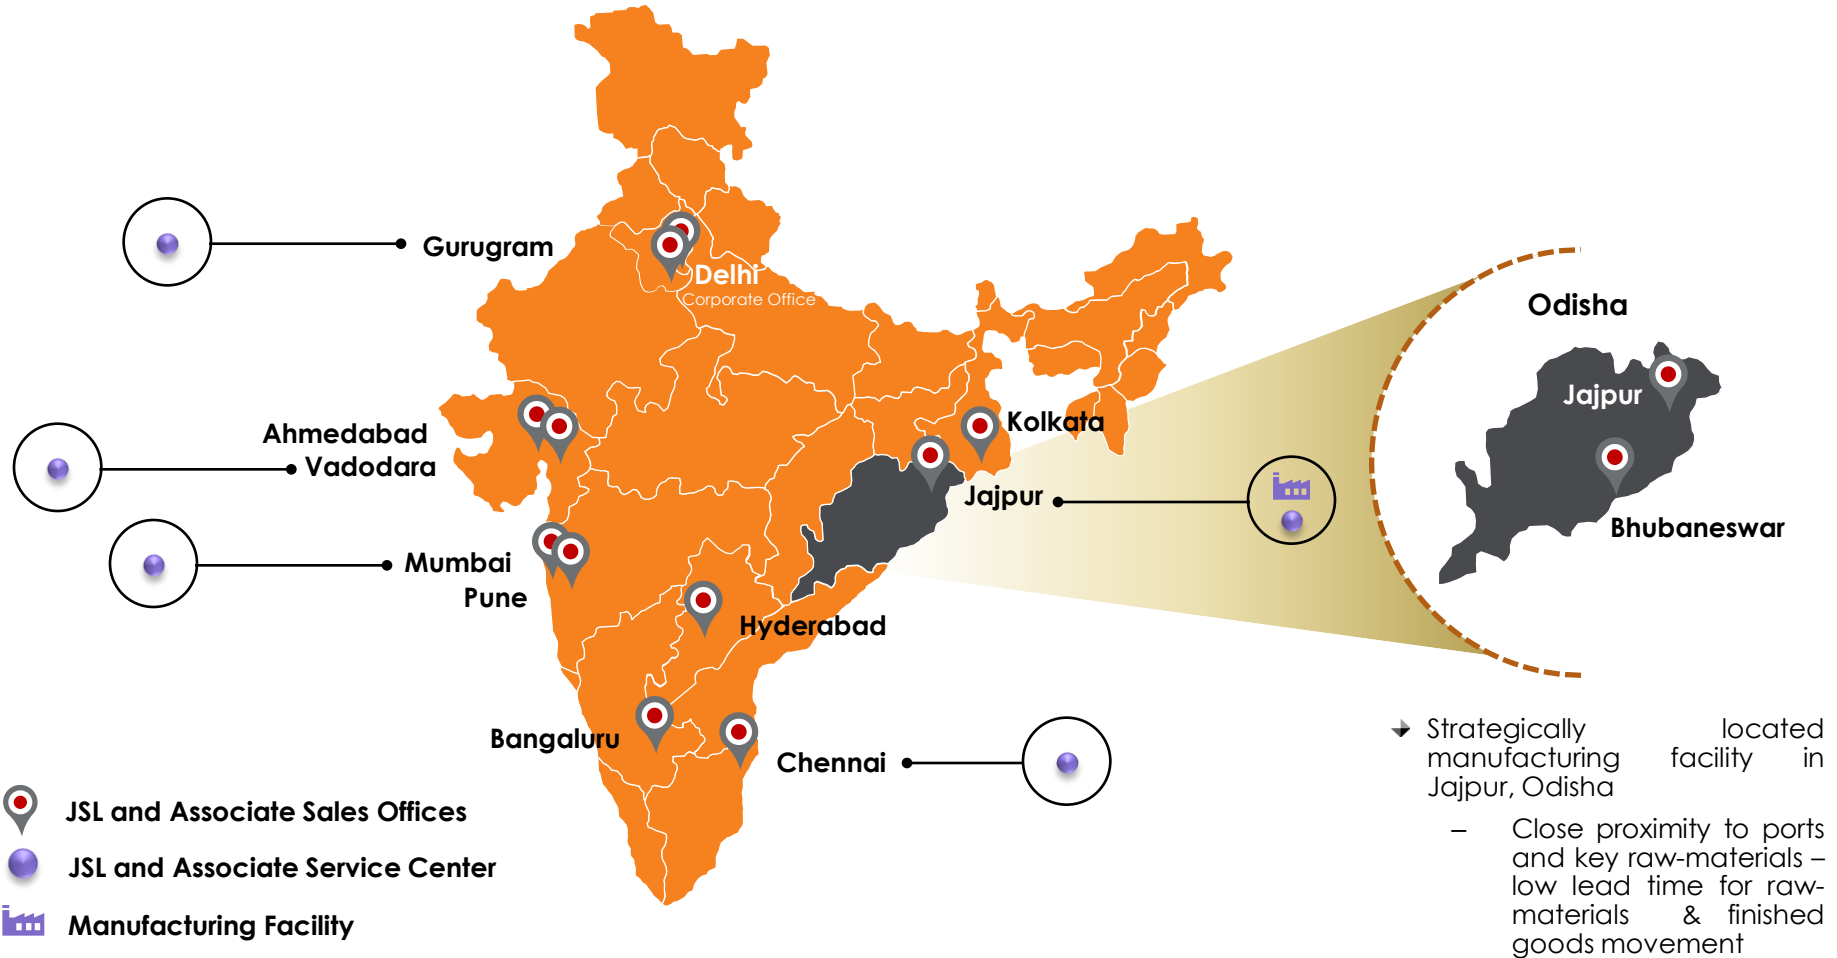 Gurugram
Delhi
Corporate Office
Odisha
Jajpur
Bhubaneswar
Ahmedabad
Vadodara
Kolkata
Jajpur
Mumbai
Pune
Hyderabad
Bangaluru
Chennai
JSL and Associate Sales Offices
JSL and Associate Service Center
Manufacturing Facility
Strategically located
manufacturing facility in
Jajpur, Odisha
– Close proximity to ports
and key raw-materials –
low lead time for raw-
materials & finished
goods movement